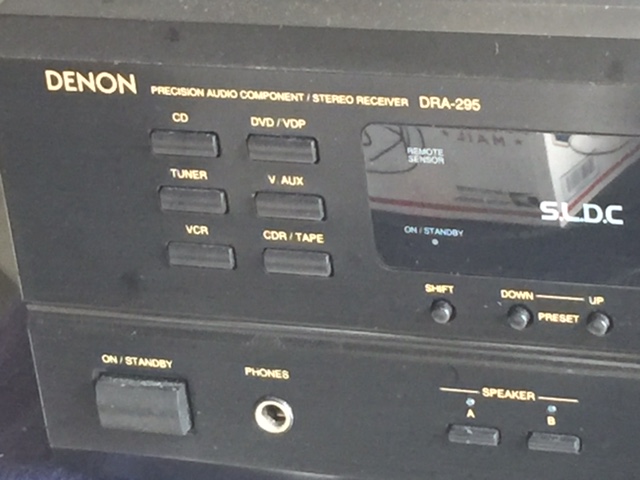 DENON PRECISION AUDIO COMPONENT / STEREO RECEIVER DRA-295
CD DVD / VDP
REMOTE
SENSOR
TUNER V. AUX
S.L.D.C
VCR CDR / TAPE
ON / STANDBY
SHIFT DOWN UP
PRESET
ON / STANDBY
PHONES
SPEAKER
A B